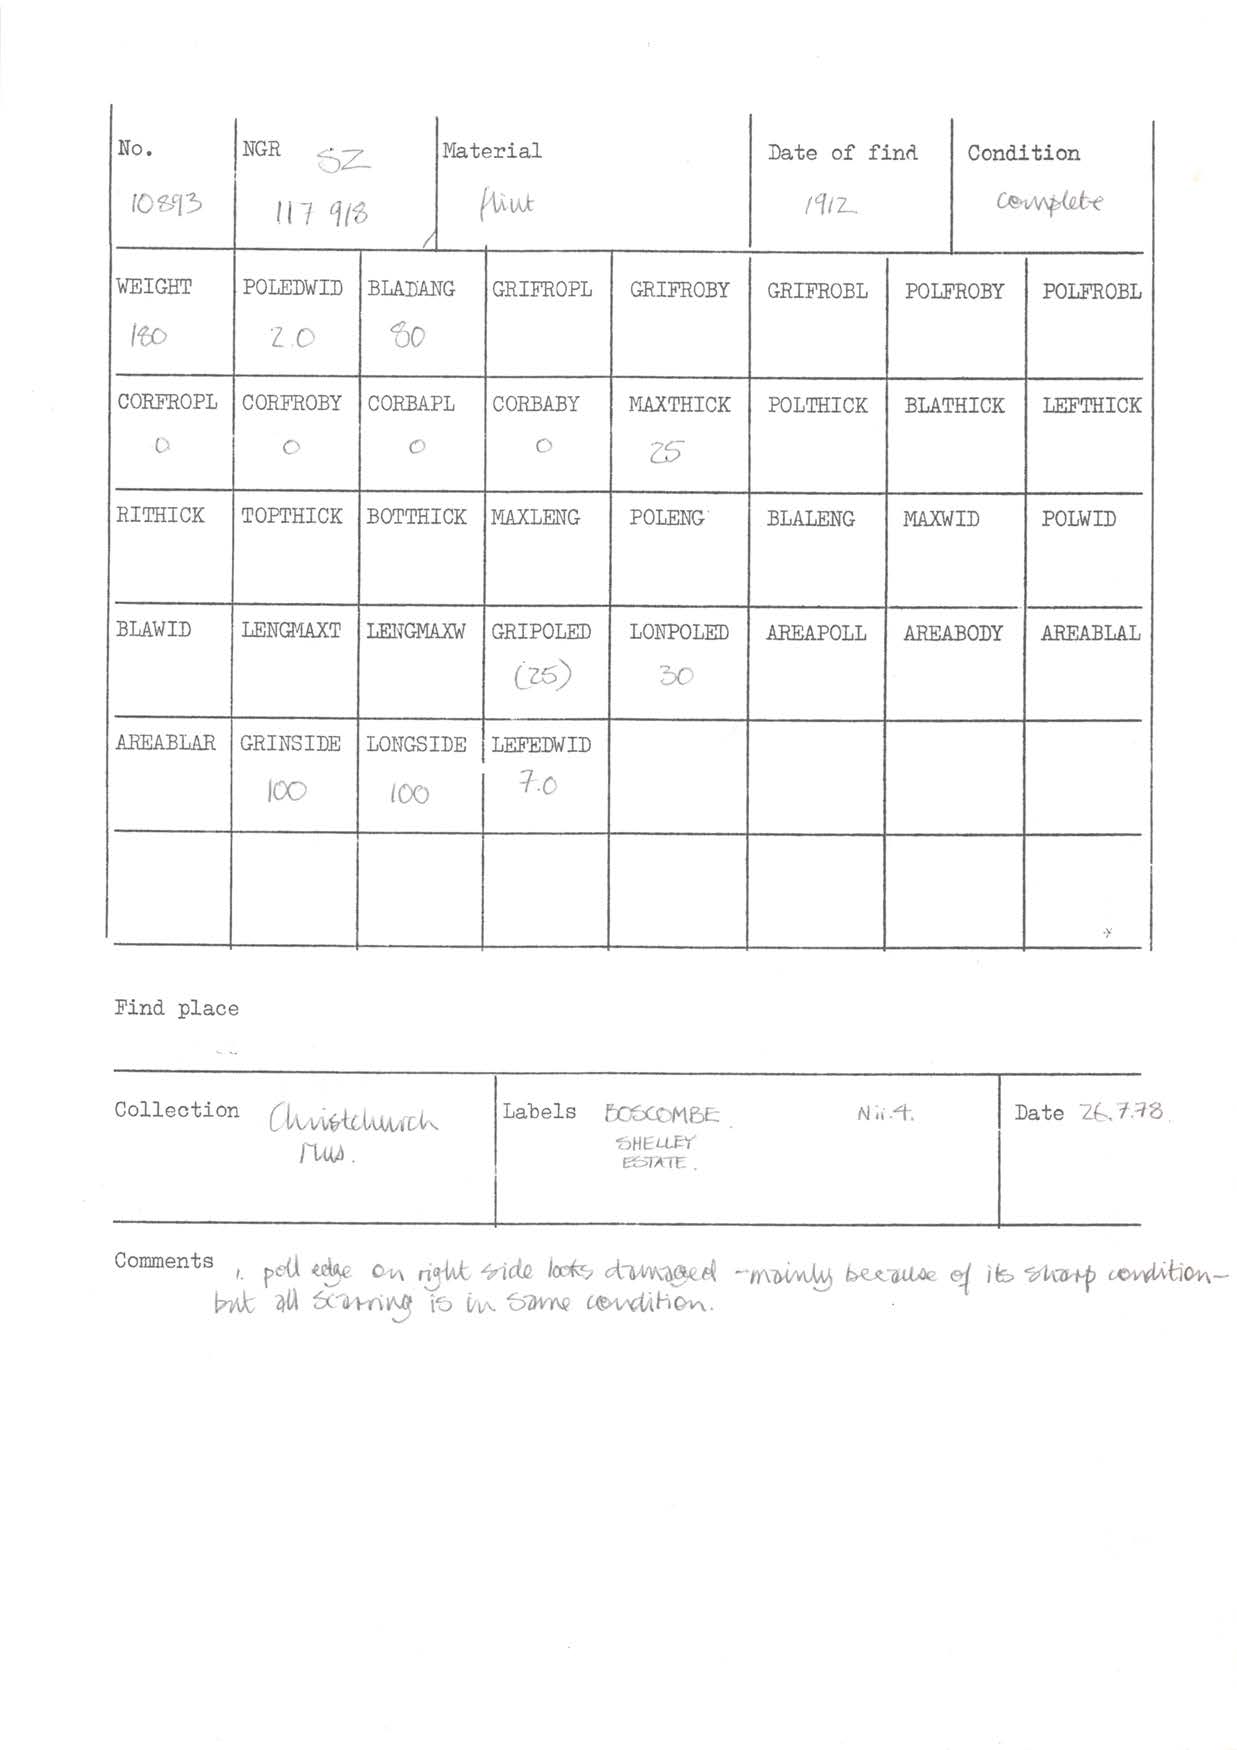 No. NGR SZ Material Date of find Condition
10893 117 918 flint 1912 complete
WEIGHT POLEDWID BLADANG GRIFROPL GRIFROBY GRIFROBL POLFROBY POLFROBL
180 2.0 80
CORFROPL CORFROBY CORBAPL CORBABY MAXTHICK POLTHICK BLATHICK LEFTHICK
0 0 0 0 25
RITHICK TOPTHICK BOTTHICK MAXLENG POLENG BLALENG MAXWID POLWID
BLAWID LENGMAXT LENGMAXW GRIPOLED LONPOLED AREAPOLL AREABODY AREABLAL
(25) 30
AREABLAR GRINSIDE LONGSIDE LEFEDWID
100 100 7.0
Find place
Collection Christchurch Labels BOSCOMBE Nii.4. Date 26.7.78
Mus. SHELLEY
ESTATE.
Comments 1. poll edge on right side looks damaged - mainly because of its sharp condition -
but all scarring is in same condition.